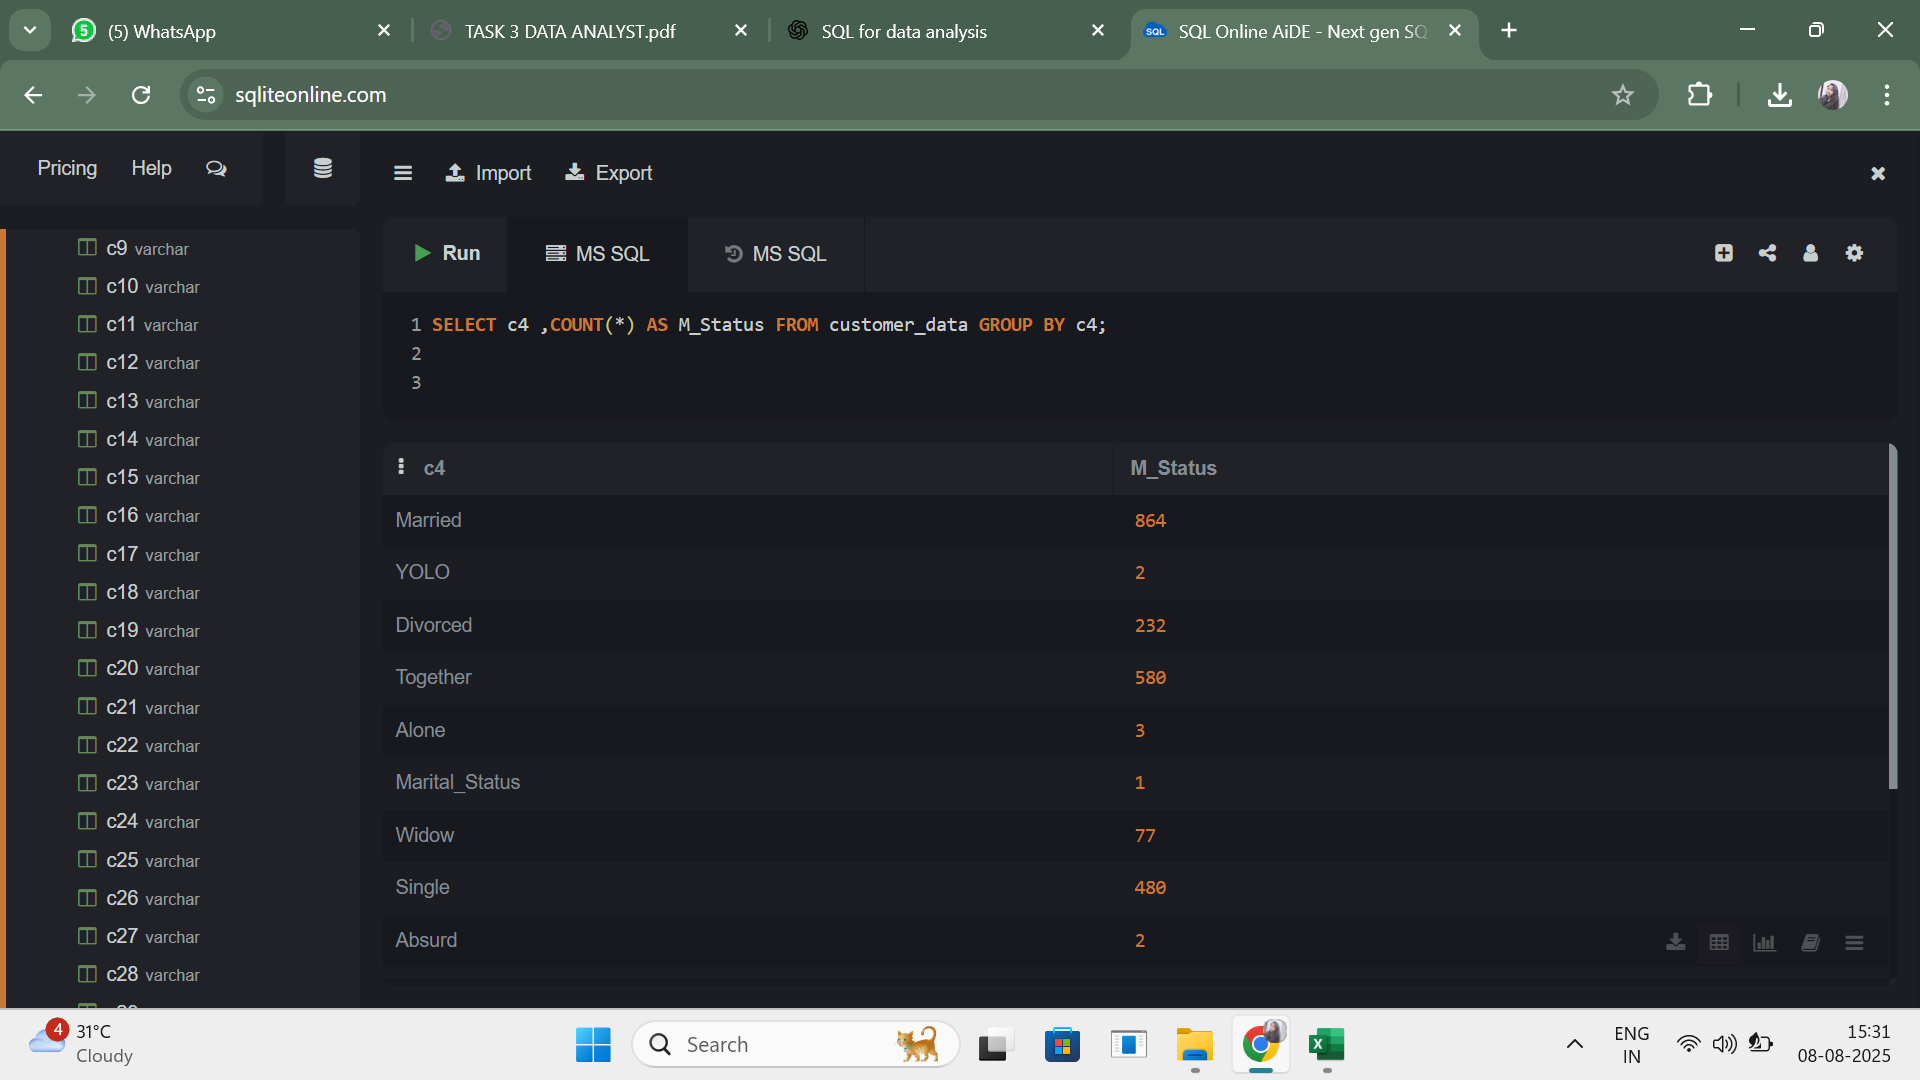 (5) WhatsApp
TASK 3 DATA ANALYST.pdf
SQL for data analysis
SQL Online AiDE - Next gen SQ
sqliteonline.com
Pricing
Help
Import
Export
c9 varchar
c10 varchar
c11 varchar
c12 varchar
c13 varchar
c14 varchar
c15 varchar
c16 varchar
c17 varchar
c18 varchar
c19 varchar
c20 varchar
c21 varchar
c22 varchar
c23 varchar
c24 varchar
c25 varchar
c26 varchar
c27 varchar
c28 varchar
Run
MS SQL
MS SQL
1 SELECT c4 ,COUNT(*) AS M_Status FROM customer_data GROUP BY c4;
2
3
c4 M_Status
Married 864
YOLO 2
Divorced 232
Together 580
Alone 3
Marital_Status 1
Widow 77
Single 480
Absurd 2
4
31°C
Cloudy
Search
ENG
IN
15:31
08-08-2025